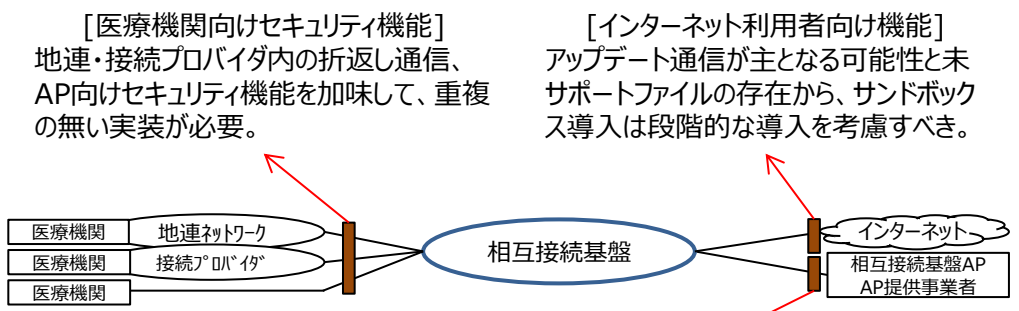 [医療機関向けセキュリティ機能]
地連・接続プロバイダ内の折返し通信、
AP向けセキュリティ機能を加味して、重複
の無い実装が必要。
[インターネット利用者向け機能]
アップデート通信が主となる可能性と未
サポートファイルの存在から、サンドボック
ス導入は段階的な導入を考慮すべき。
医療機関
地連ﾈｯﾄﾜｰｸ
医療機関
接続ﾌﾟﾛﾊﾞｲﾀﾞ
医療機関
相互接続基盤
インターネット
相互接続基盤AP
AP提供事業者